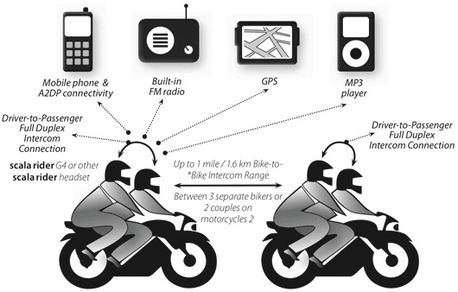 Mobile phone &
A2DP connectivity
Built-in
FM radio
GPS
MP3
player
Driver-to-Passenger
Full Duplex
Intercom
Connection
scala rider G4 or other
scala rider headset
Up to 1 mile / 1.6 km Bike-to-
*Bike Intercom Range
Between 3 separate bikers or
2 couples on
motorcycles 2
Driver-to-Passenger
Full Duplex
Intercom Connection